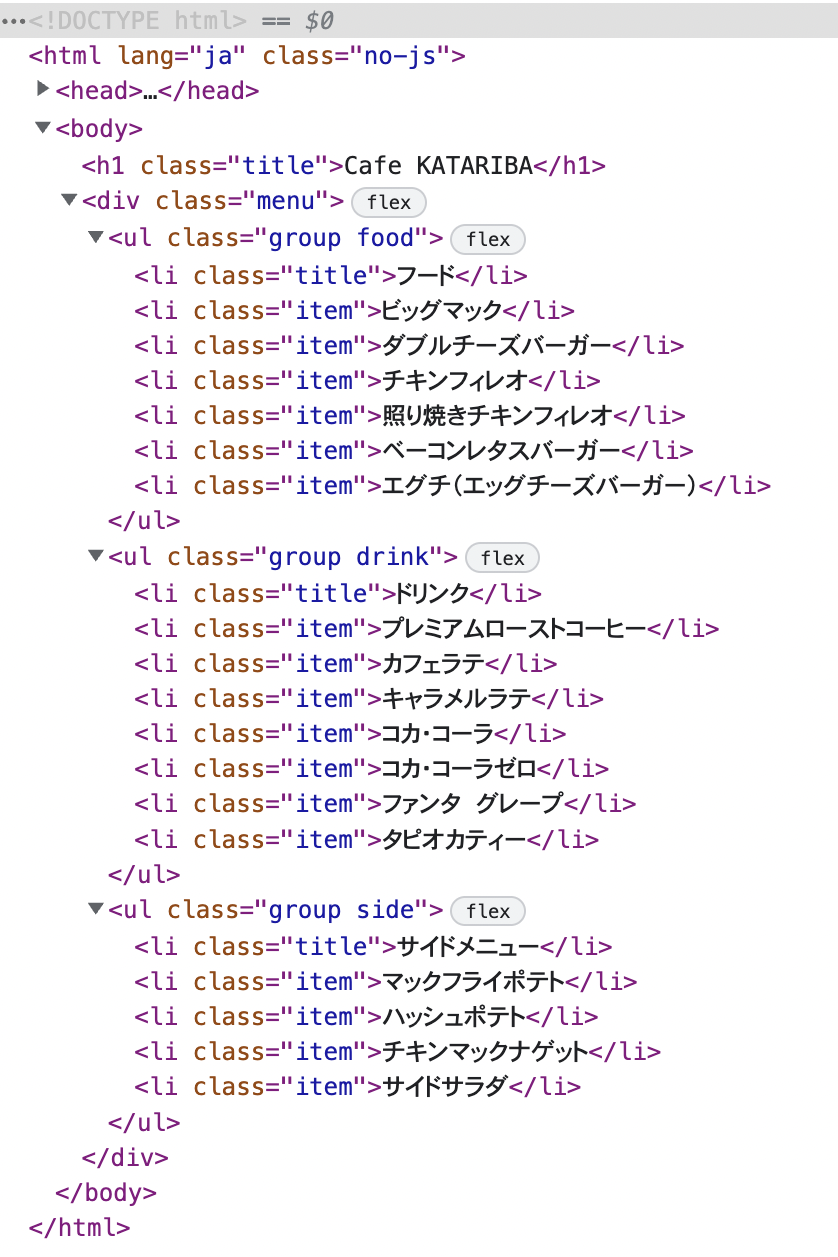 <!DOCTYPE html> == $0
<html lang="ja" class="no-js">
<head>…</head>
<body>
<h1 class="title">Cafe KATARIBA</h1>
<div class="menu"> flex
<ul class="group food"> flex
<li class="title">フード</li>
<li class="item">ビッグマック</li>
<li class="item">ダブルチーズバーガー</li>
<li class="item">チキンフィレオ</li>
<li class="item">照り焼きチキンフィレオ</li>
<li class="item">ベーコンレタスバーガー</li>
<li class="item">エグチ(エッグチーズバーガー)</li>
</ul>
<ul class="group drink"> flex
<li class="title">ドリンク</li>
<li class="item">プレミアムローストコーヒー</li>
<li class="item">カフェラテ</li>
<li class="item">キャラメルラテ</li>
<li class="item">コカ・コーラ</li>
<li class="item">コカ・コーラゼロ</li>
<li class="item">ファンタ グレープ</li>
<li class="item">タピオカティー</li>
</ul>
<ul class="group side"> flex
<li class="title">サイドメニュー</li>
<li class="item">マックフライポテト</li>
<li class="item">ハッシュポテト</li>
<li class="item">チキンマックナゲット</li>
<li class="item">サイドサラダ</li>
</ul>
</div>
</body>
</html>